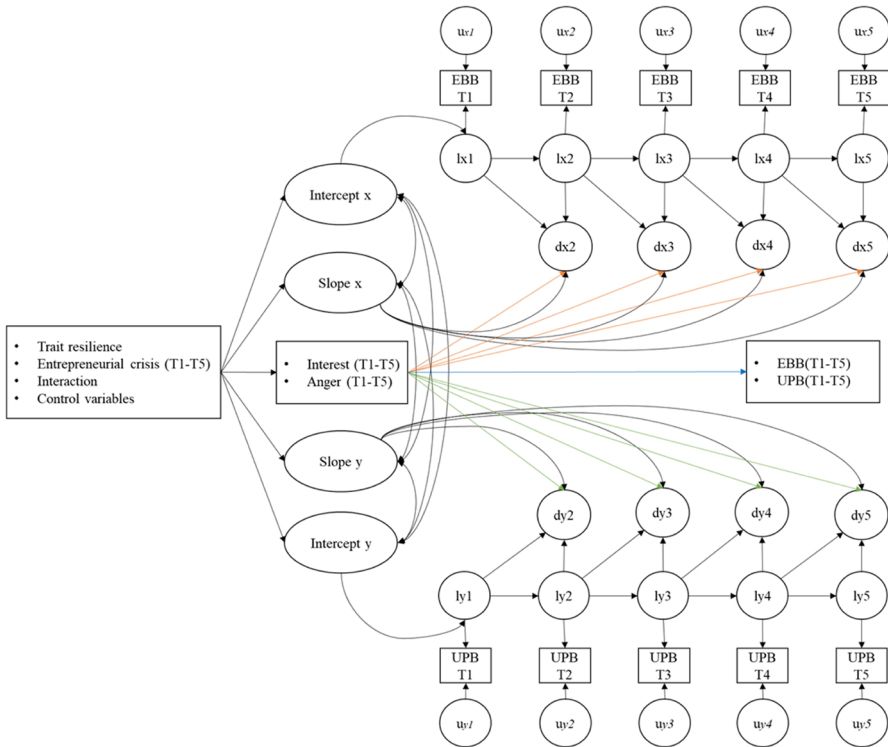 ux1 ux2 ux3 ux4 ux5
EBB EBB EBB EBB EBB
T1 T2 T3 T4 T5
lx1 lx2 lx3 lx4 lx5
Intercept x
dx2 dx3 dx4 dx5
Slope x
• Trait resilience
• Entrepreneurial crisis (T1-T5)
• Interaction
• Control variables
• Interest (T1-T5)
• Anger (T1-T5)
• EBB(T1-T5)
• UPB(T1-T5)
Slope y
dy2 dy3 dy4 dy5
Intercept y
ly1 ly2 ly3 ly4 ly5
UPB UPB UPB UPB UPB
T1 T2 T3 T4 T5
uy1 uy2 uy3 uy4 uy5